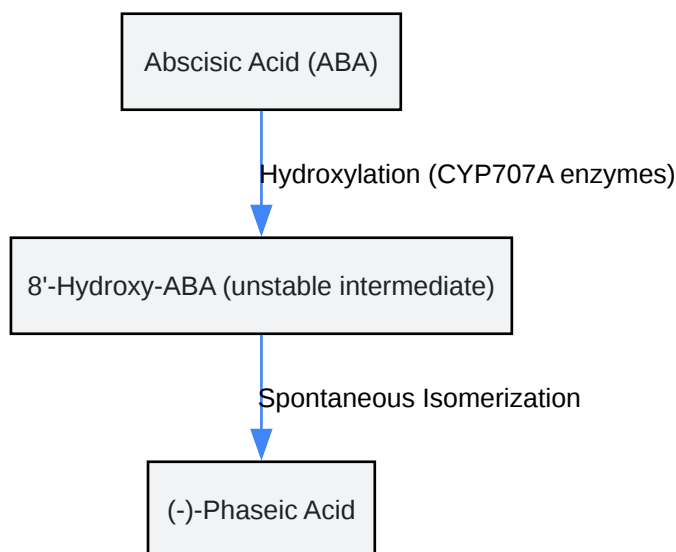 Abscisic Acid (ABA)
Hydroxylation (CYP707A enzymes)
8'-Hydroxy-ABA (unstable intermediate)
Spontaneous Isomerization
(-)-Phaseic Acid